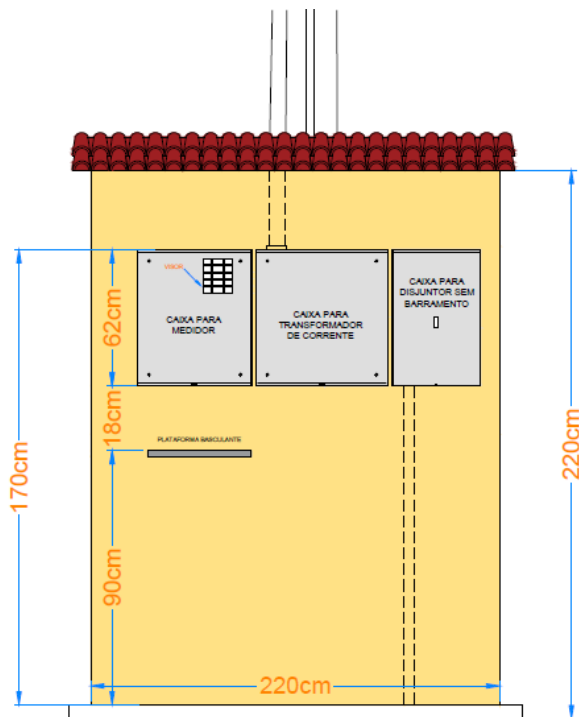 VISOR
CAIXA PARA
MEDIDOR
CAIXA PARA
TRANSFORMADOR
DE CORRENTE
CAIXA PARA
DISJUNTOR SEM
BARRAMENTO
62cm
18cm
PLATAFORMA BASCULANTE
170cm
90cm
220cm
220cm